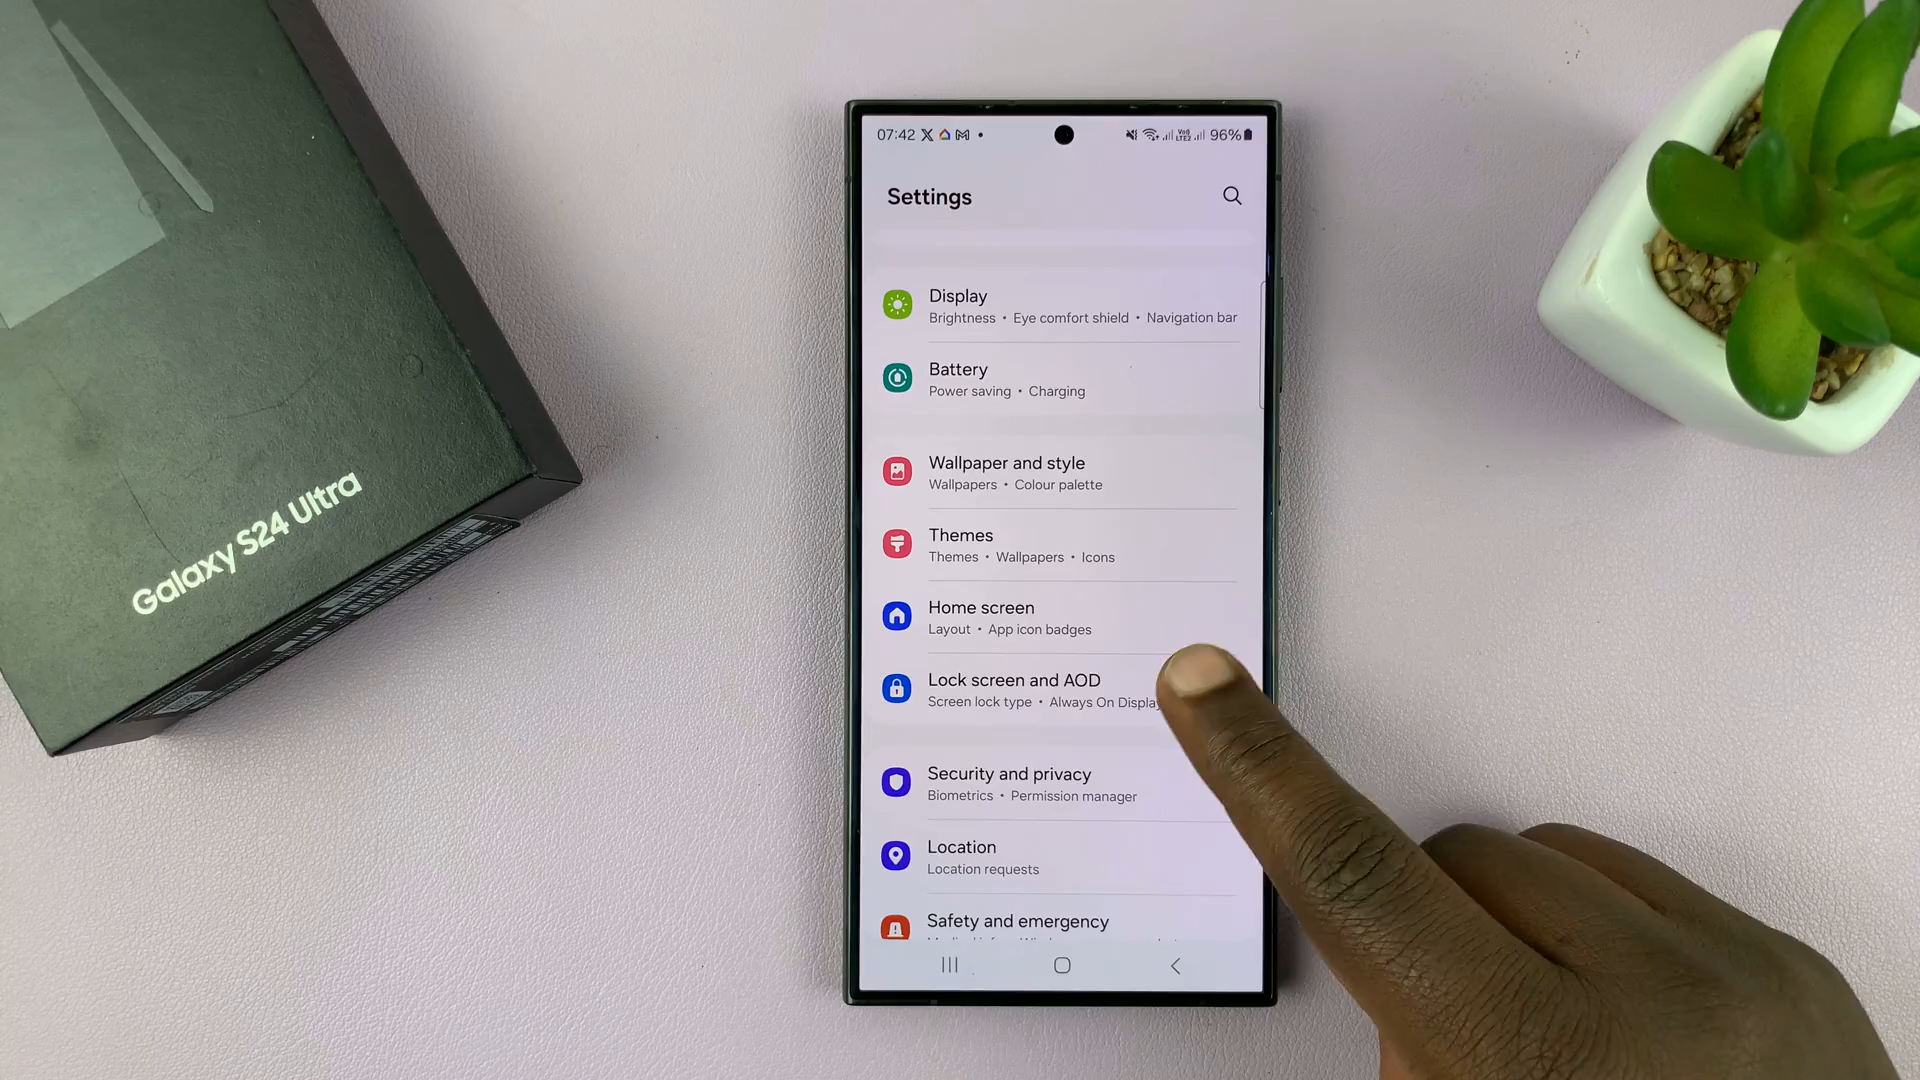 Galaxy S24 Ultra
07:42 96%
Settings
Display
Brightness • Eye comfort shield • Navigation bar
Battery
Power saving • Charging
Wallpaper and style
Wallpapers • Colour palette
Themes
Themes • Wallpapers • Icons
Home screen
Layout • App icon badges
Lock screen and AOD
Screen lock type • Always On Display
Security and privacy
Biometrics • Permission manager
Location
Location requests
Safety and emergency